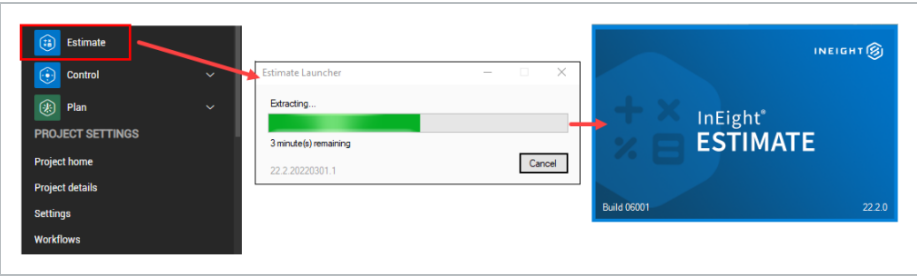 Estimate
Control
Plan
PROJECT SETTINGS
Project home
Project details
Settings
Workflows
Estimate Launcher
Extracting...
3 minute(s) remaining
Cancel
22.2.20220301.1
INEIGHT
InEight®
ESTIMATE
Build 06001
22.2.0